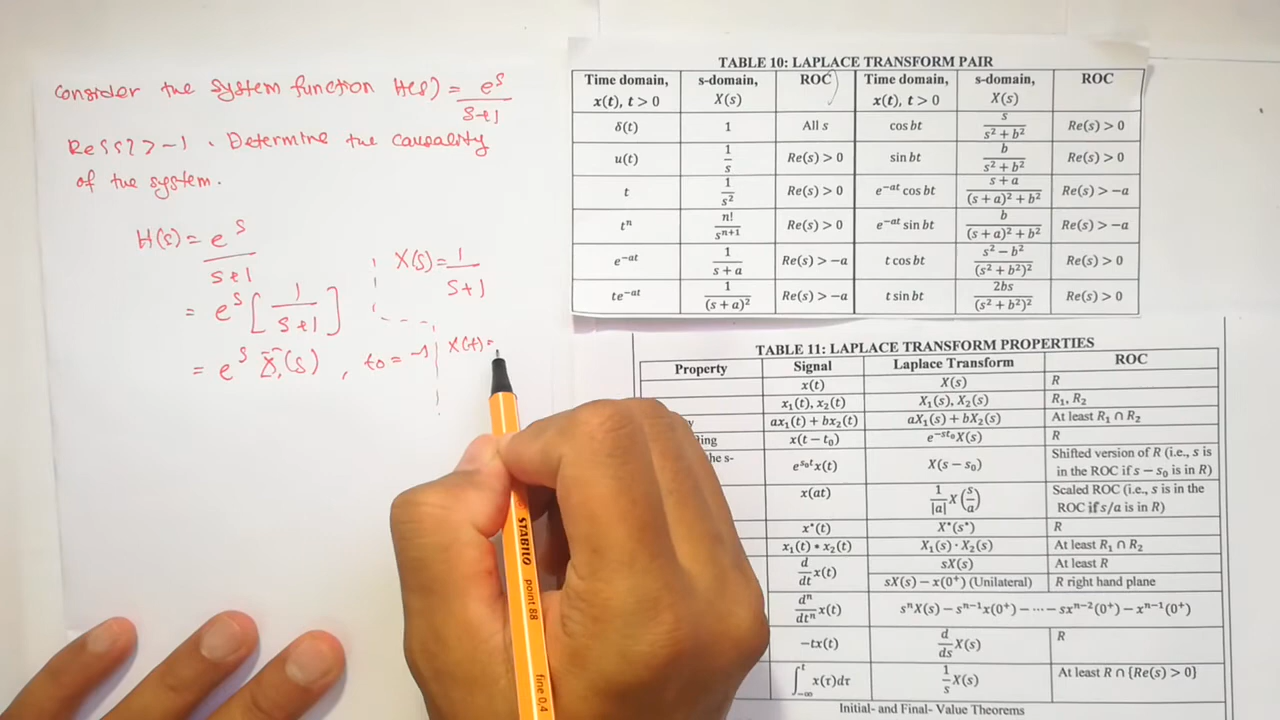 Consider the system function H(s) = e^s / s+1
Re{s} > -1 . Determine the causality
of the system.
H(s) = e^s / s+1
= e^s [ 1 / s+1 ]
= e^s X(s) , to = -1
X(s) = 1 / s+1
X(t) =
STABILO
point 88
fine 0,4
TABLE 10: LAPLACE TRANSFORM PAIR
Time domain, x(t), t > 0 | s-domain, X(s) | ROC | Time domain, x(t), t > 0 | s-domain, X(s) | ROC
δ(t) | 1 | All s | cos bt | s / s² + b² | Re(s) > 0
u(t) | 1 / s | Re(s) > 0 | sin bt | b / s² + b² | Re(s) > 0
t | 1 / s² | Re(s) > 0 | e^−at cos bt | s + a / (s + a)² + b² | Re(s) > −a
t^n | n! / s^n+1 | Re(s) > 0 | e^−at sin bt | b / (s + a)² + b² | Re(s) > −a
e^−at | 1 / s + a | Re(s) > −a | t cos bt | s² − b² / (s² + b²)² | Re(s) > 0
te^−at | 1 / (s + a)² | Re(s) > −a | t sin bt | 2bs / (s² + b²)² | Re(s) > 0
TABLE 11: LAPLACE TRANSFORM PROPERTIES
Property | Signal | Laplace Transform | ROC
x(t) | X(s) | R
x₁(t), x₂(t) | X₁(s), X₂(s) | R₁, R₂
ax₁(t) + bx₂(t) | aX₁(s) + bX₂(s) | At least R₁ ∩ R₂
x(t − t₀) | e^−st₀ X(s) | R
he s- | e^s₀t x(t) | X(s − s₀) | Shifted version of R (i.e., s is
in the ROC if s − s₀ is in R)
x(at) | 1 / |a| X(s/a) | Scaled ROC (i.e., s is in the
ROC if s/a is in R)
x*(t) | X*(s*) | R
x₁(t) * x₂(t) | X₁(s) · X₂(s) | At least R₁ ∩ R₂
d/dt x(t) | sX(s) | At least R
sX(s) − x(0⁺) (Unilateral) | R right hand plane
d^n/dt^n x(t) | s^n X(s) − s^n−1 x(0⁺) − ⋯ − sx^n−2(0⁺) − x^n−1(0⁺)
−tx(t) | d/ds X(s) | R
∫_−∞^t x(τ)dτ | 1/s X(s) | At least R ∩ {Re(s) > 0}
Initial- and Final- Value Theorems